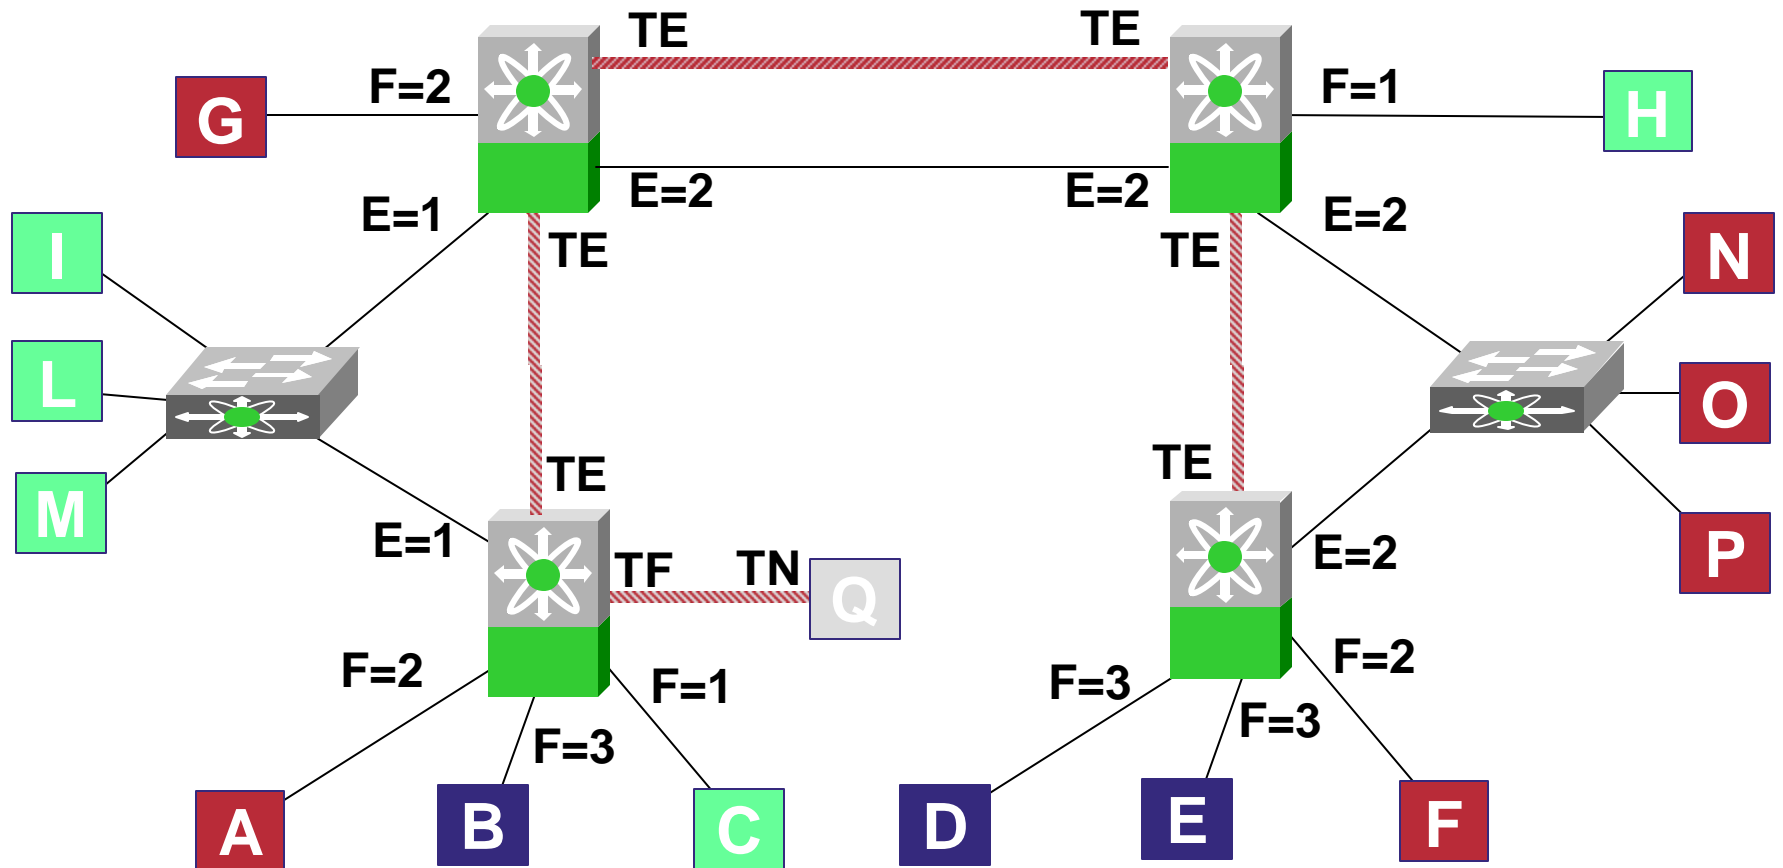 TE
TE
F=2
F=1
G
H
E=2
E=2
E=1
E=2
I
TE
TE
N
L
O
TE
TE
M
E=1
P
E=2
TF
TN
Q
F=2
F=1
F=3
F=3
F=2
F=3
A
B
C
D
E
F